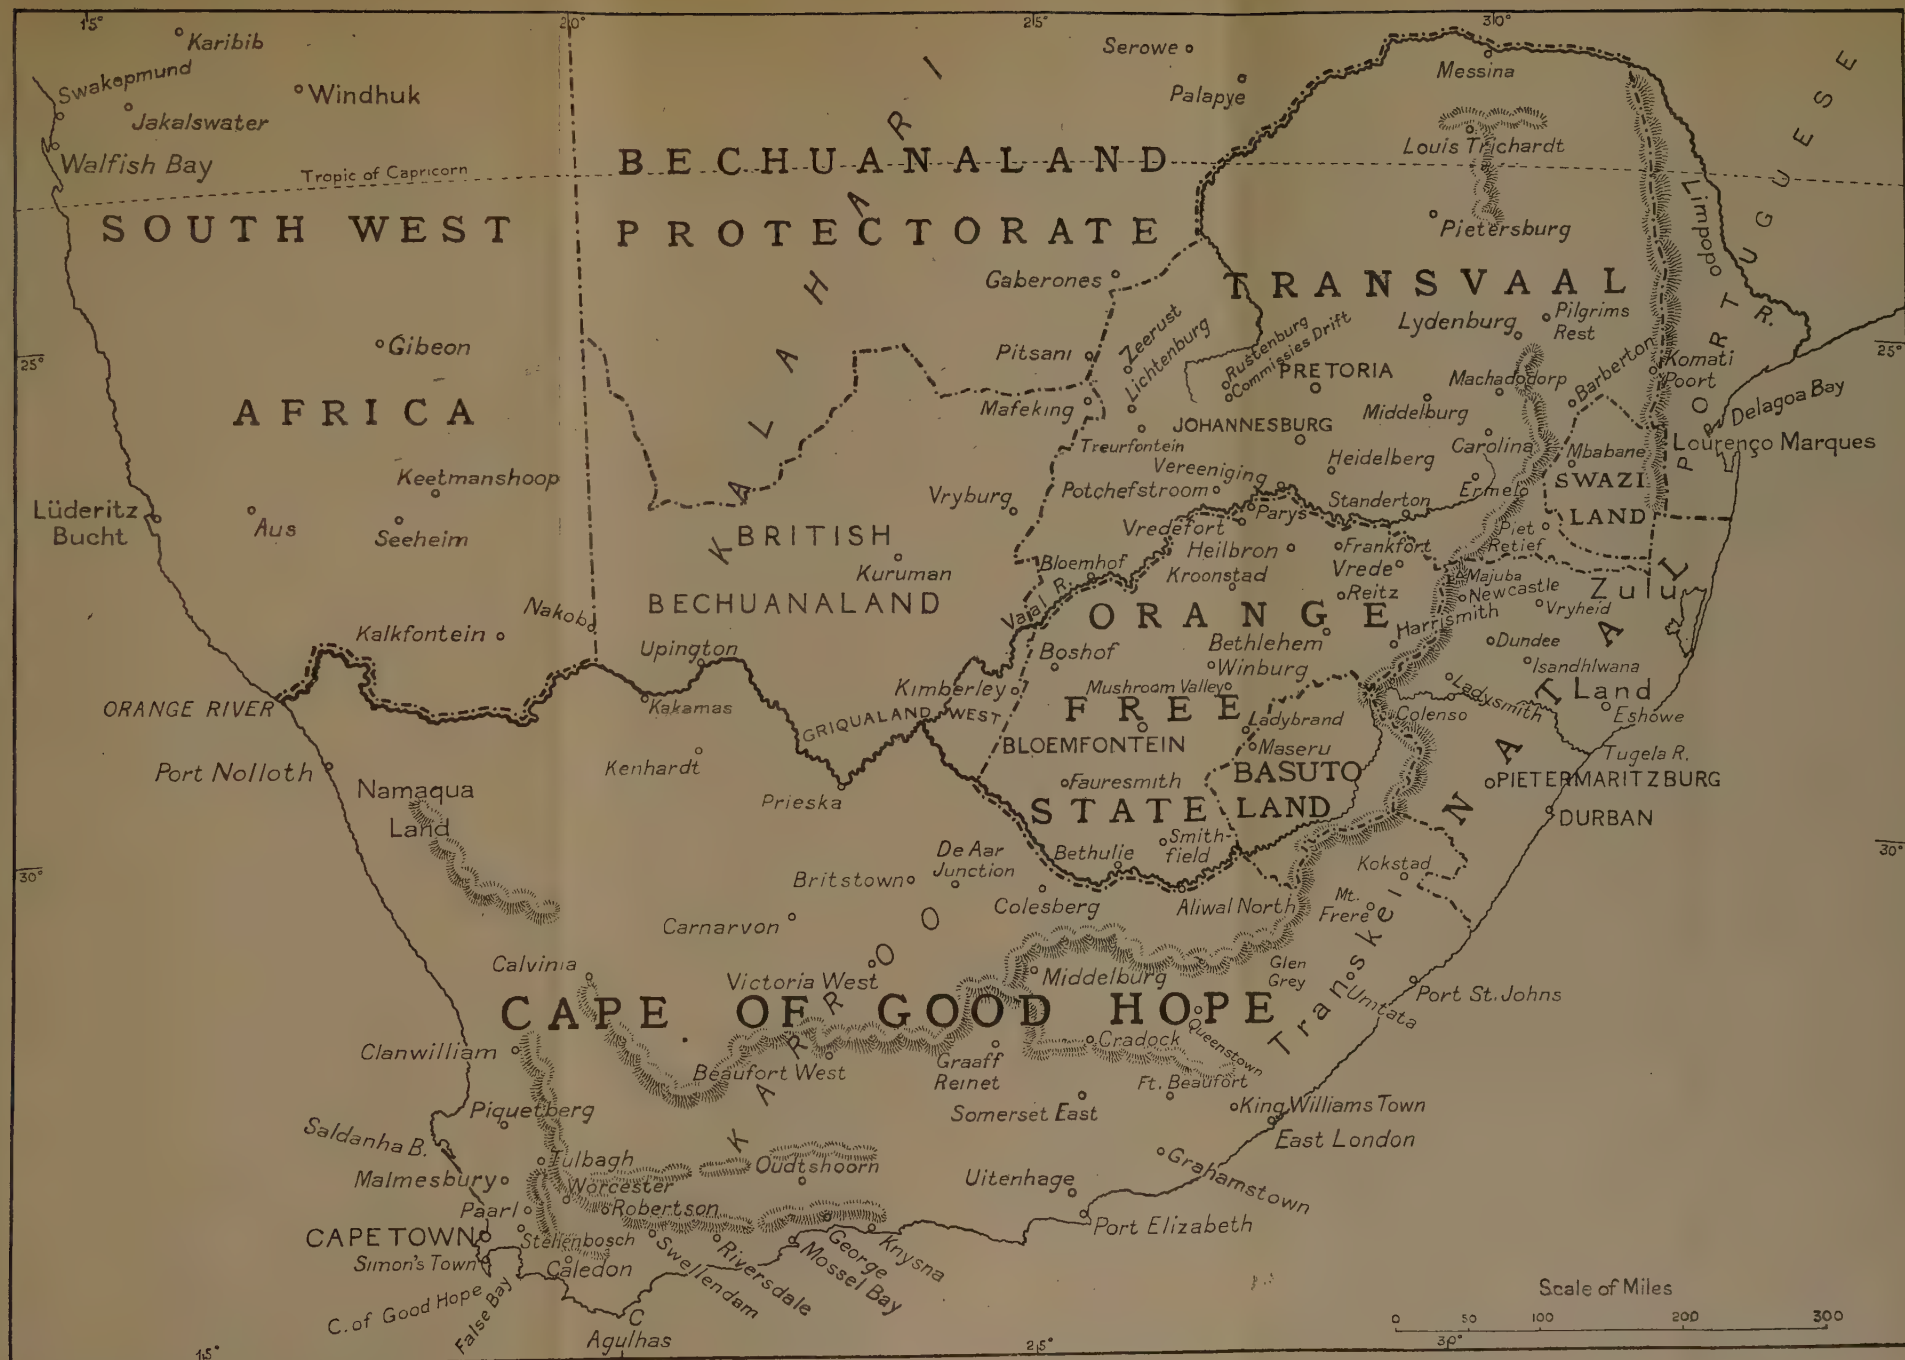 15°
20°
25°
30°
Karibib
Swakopmund
Windhuk
Jakalswater
Walfish Bay
Tropic of Capricorn
SOUTH WEST
AFRICA
Gibeon
Keetmanshoop
Lüderitz
Bucht
Aus
Seeheim
Kalkfontein
Nakob
ORANGE RIVER
Serowe
Palapye
BECHUANALAND
PROTECTORATE
KALAHARI
Gaberones
Pitsani
Mafeking
Vryburg
BRITISH
BECHUANALAND
Kuruman
Upington
Kakamas
Kimberley
GRIQUALAND WEST
Kenhardt
Prieska
Messina
Louis Trichardt
Pietersburg
TRANSVAAL
Limpopo R.
PORTUGUESE
Zeerust
Lichtenburg
Rustenburg
Commissies Drift
PRETORIA
Lydenburg
Pilgrims
Rest
Machadodorp
Barberton
Komati
Poort
25°
25°
Delagoa Bay
Lourenço Marques
Middelburg
JOHANNESBURG
Treurfontein
Carolina
Mbabane
SWAZI
LAND
Vereeniging
Heidelberg
Potchefstroom
Standerton
Ermelo
Parys
Vredefort
Piet
Retief
Heilbron
Frankfort
Bloemhof
Kroonstad
Vrede
Reitz
Majuba
Newcastle
Vryheid
Zulu
Land
Vaal R.
ORANGE
FREE
STATE
Harrismith
Bethlehem
Boshof
Winburg
Mushroom Valley
Ladybrand
BLOEMFONTEIN
Maseru
BASUTO
LAND
Fauresmith
Smith-
field
Bethulie
Dundee
Isandhlwana
Ladysmith
Colenso
Eshowe
Tugela R.
NATAL
PIETERMARITZBURG
DURBAN
Port Nolloth
Namaqua
Land
30°
30°
De Aar
Junction
Britstown
Colesberg
Aliwal North
Kokstad
Mt.
Frere
Carnarvon
Calvinia
Victoria West
Middelburg
Glen
Grey
Transkei
Umtata
Port St. Johns
CAPE OF GOOD HOPE
KARROO
Clanwilliam
Beaufort West
Graaff
Reinet
Cradock
Queenstown
Ft. Beaufort
Somerset East
King Williams Town
East London
Piquetberg
Saldanha B.
Tulbagh
Malmesbury
Worcester
Oudtshoorn
Uitenhage
Grahamstown
Paarl
Robertson
Port Elizabeth
CAPE TOWN
Stellenbosch
Simon's Town
Caledon
Swellendam
Riversdale
George
Mossel Bay
Knysna
C. of Good Hope
False Bay
C
Agulhas
Scale of Miles
0 50 100 200 300
15°
25°
30°